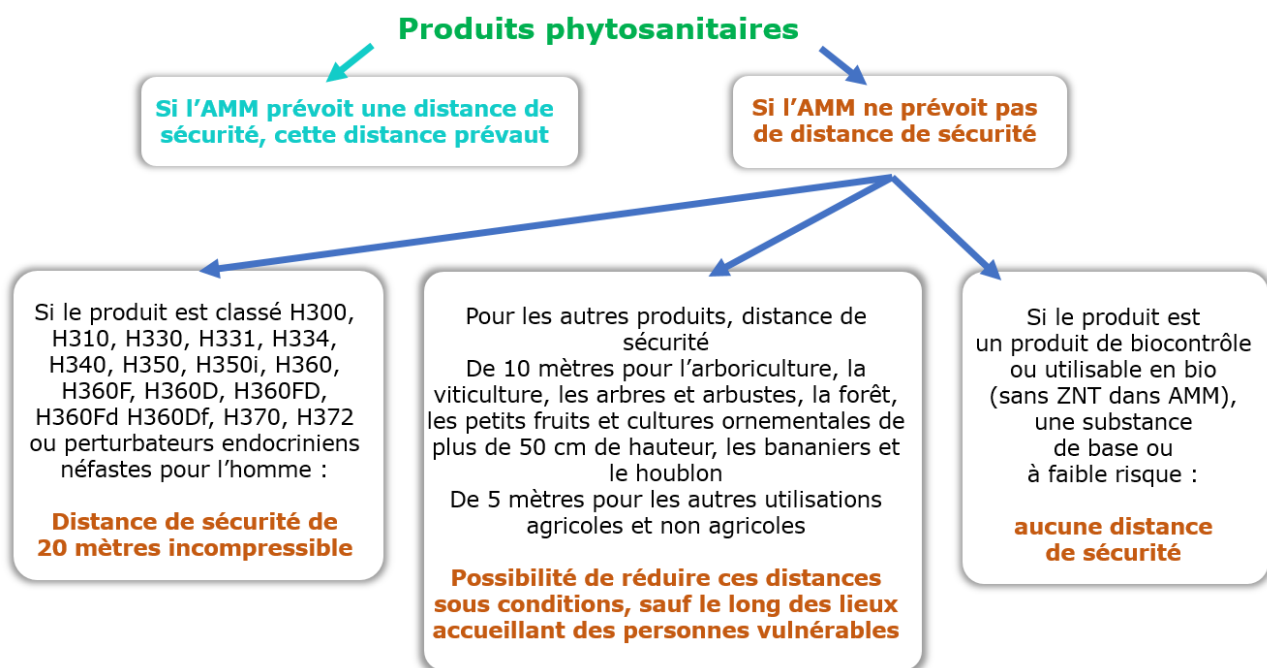 Produits phytosanitaires
Si l’AMM prévoit une distance de
sécurité, cette distance prévaut
Si l’AMM ne prévoit pas
de distance de sécurité
Si le produit est classé H300,
H310, H330, H331, H334,
H340, H350, H350i, H360,
H360F, H360D, H360FD,
H360Fd H360Df, H370, H372
ou perturbateurs endocriniens
néfastes pour l’homme :
Distance de sécurité de
20 mètres incompressible
Pour les autres produits, distance de
sécurité
De 10 mètres pour l’arboriculture, la
viticulture, les arbres et arbustes, la forêt,
les petits fruits et cultures ornementales de
plus de 50 cm de hauteur, les bananiers et
le houblon
De 5 mètres pour les autres utilisations
agricoles et non agricoles
Possibilité de réduire ces distances
sous conditions, sauf le long des lieux
accueillant des personnes vulnérables
Si le produit est
un produit de biocontrôle
ou utilisable en bio
(sans ZNT dans AMM),
une substance
de base ou
à faible risque :
aucune distance
de sécurité